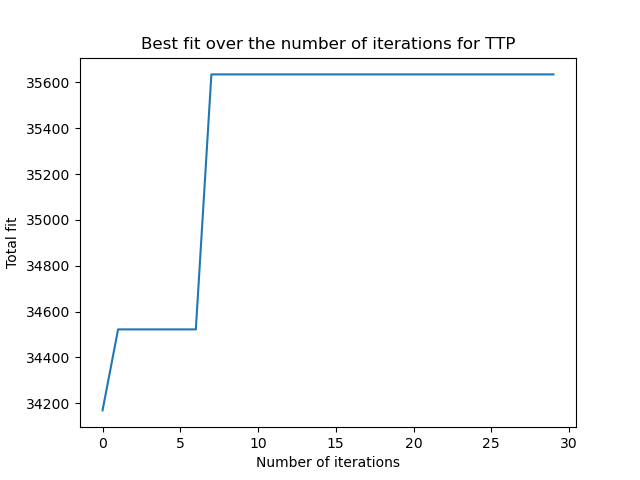 Best fit over the number of iterations for TTP
35600
35400
35200
35000
34800
34600
34400
34200
Total fit
0 5 10 15 20 25 30
Number of iterations